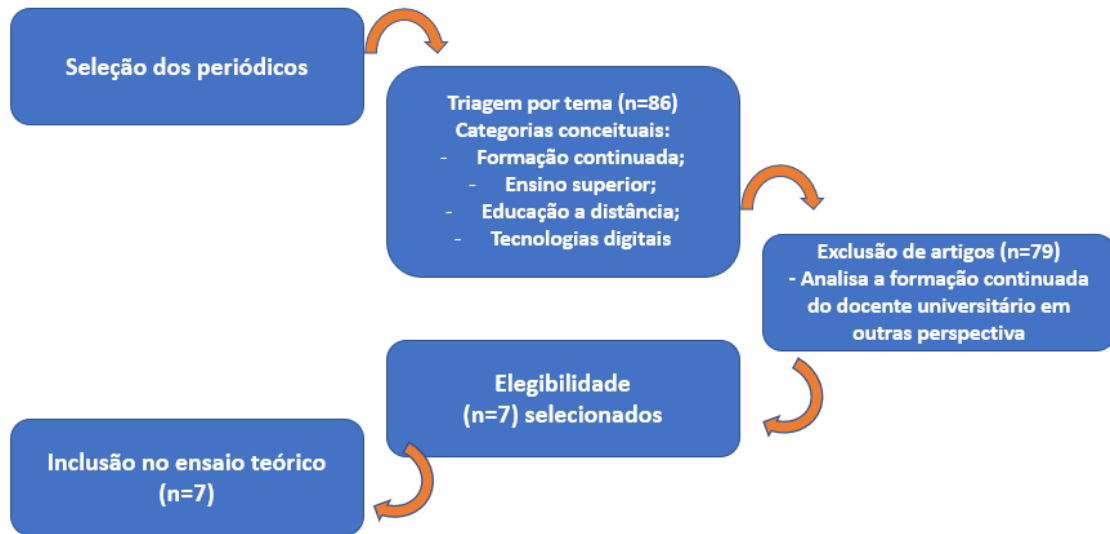 Seleção dos periódicos
Triagem por tema (n=86)
Categorias conceituais:
- Formação continuada;
- Ensino superior;
- Educação a distância;
- Tecnologias digitais
Exclusão de artigos (n=79)
- Analisa a formação continuada
do docente universitário em
outras perspectiva
Elegibilidade
(n=7) selecionados
Inclusão no ensaio teórico
(n=7)